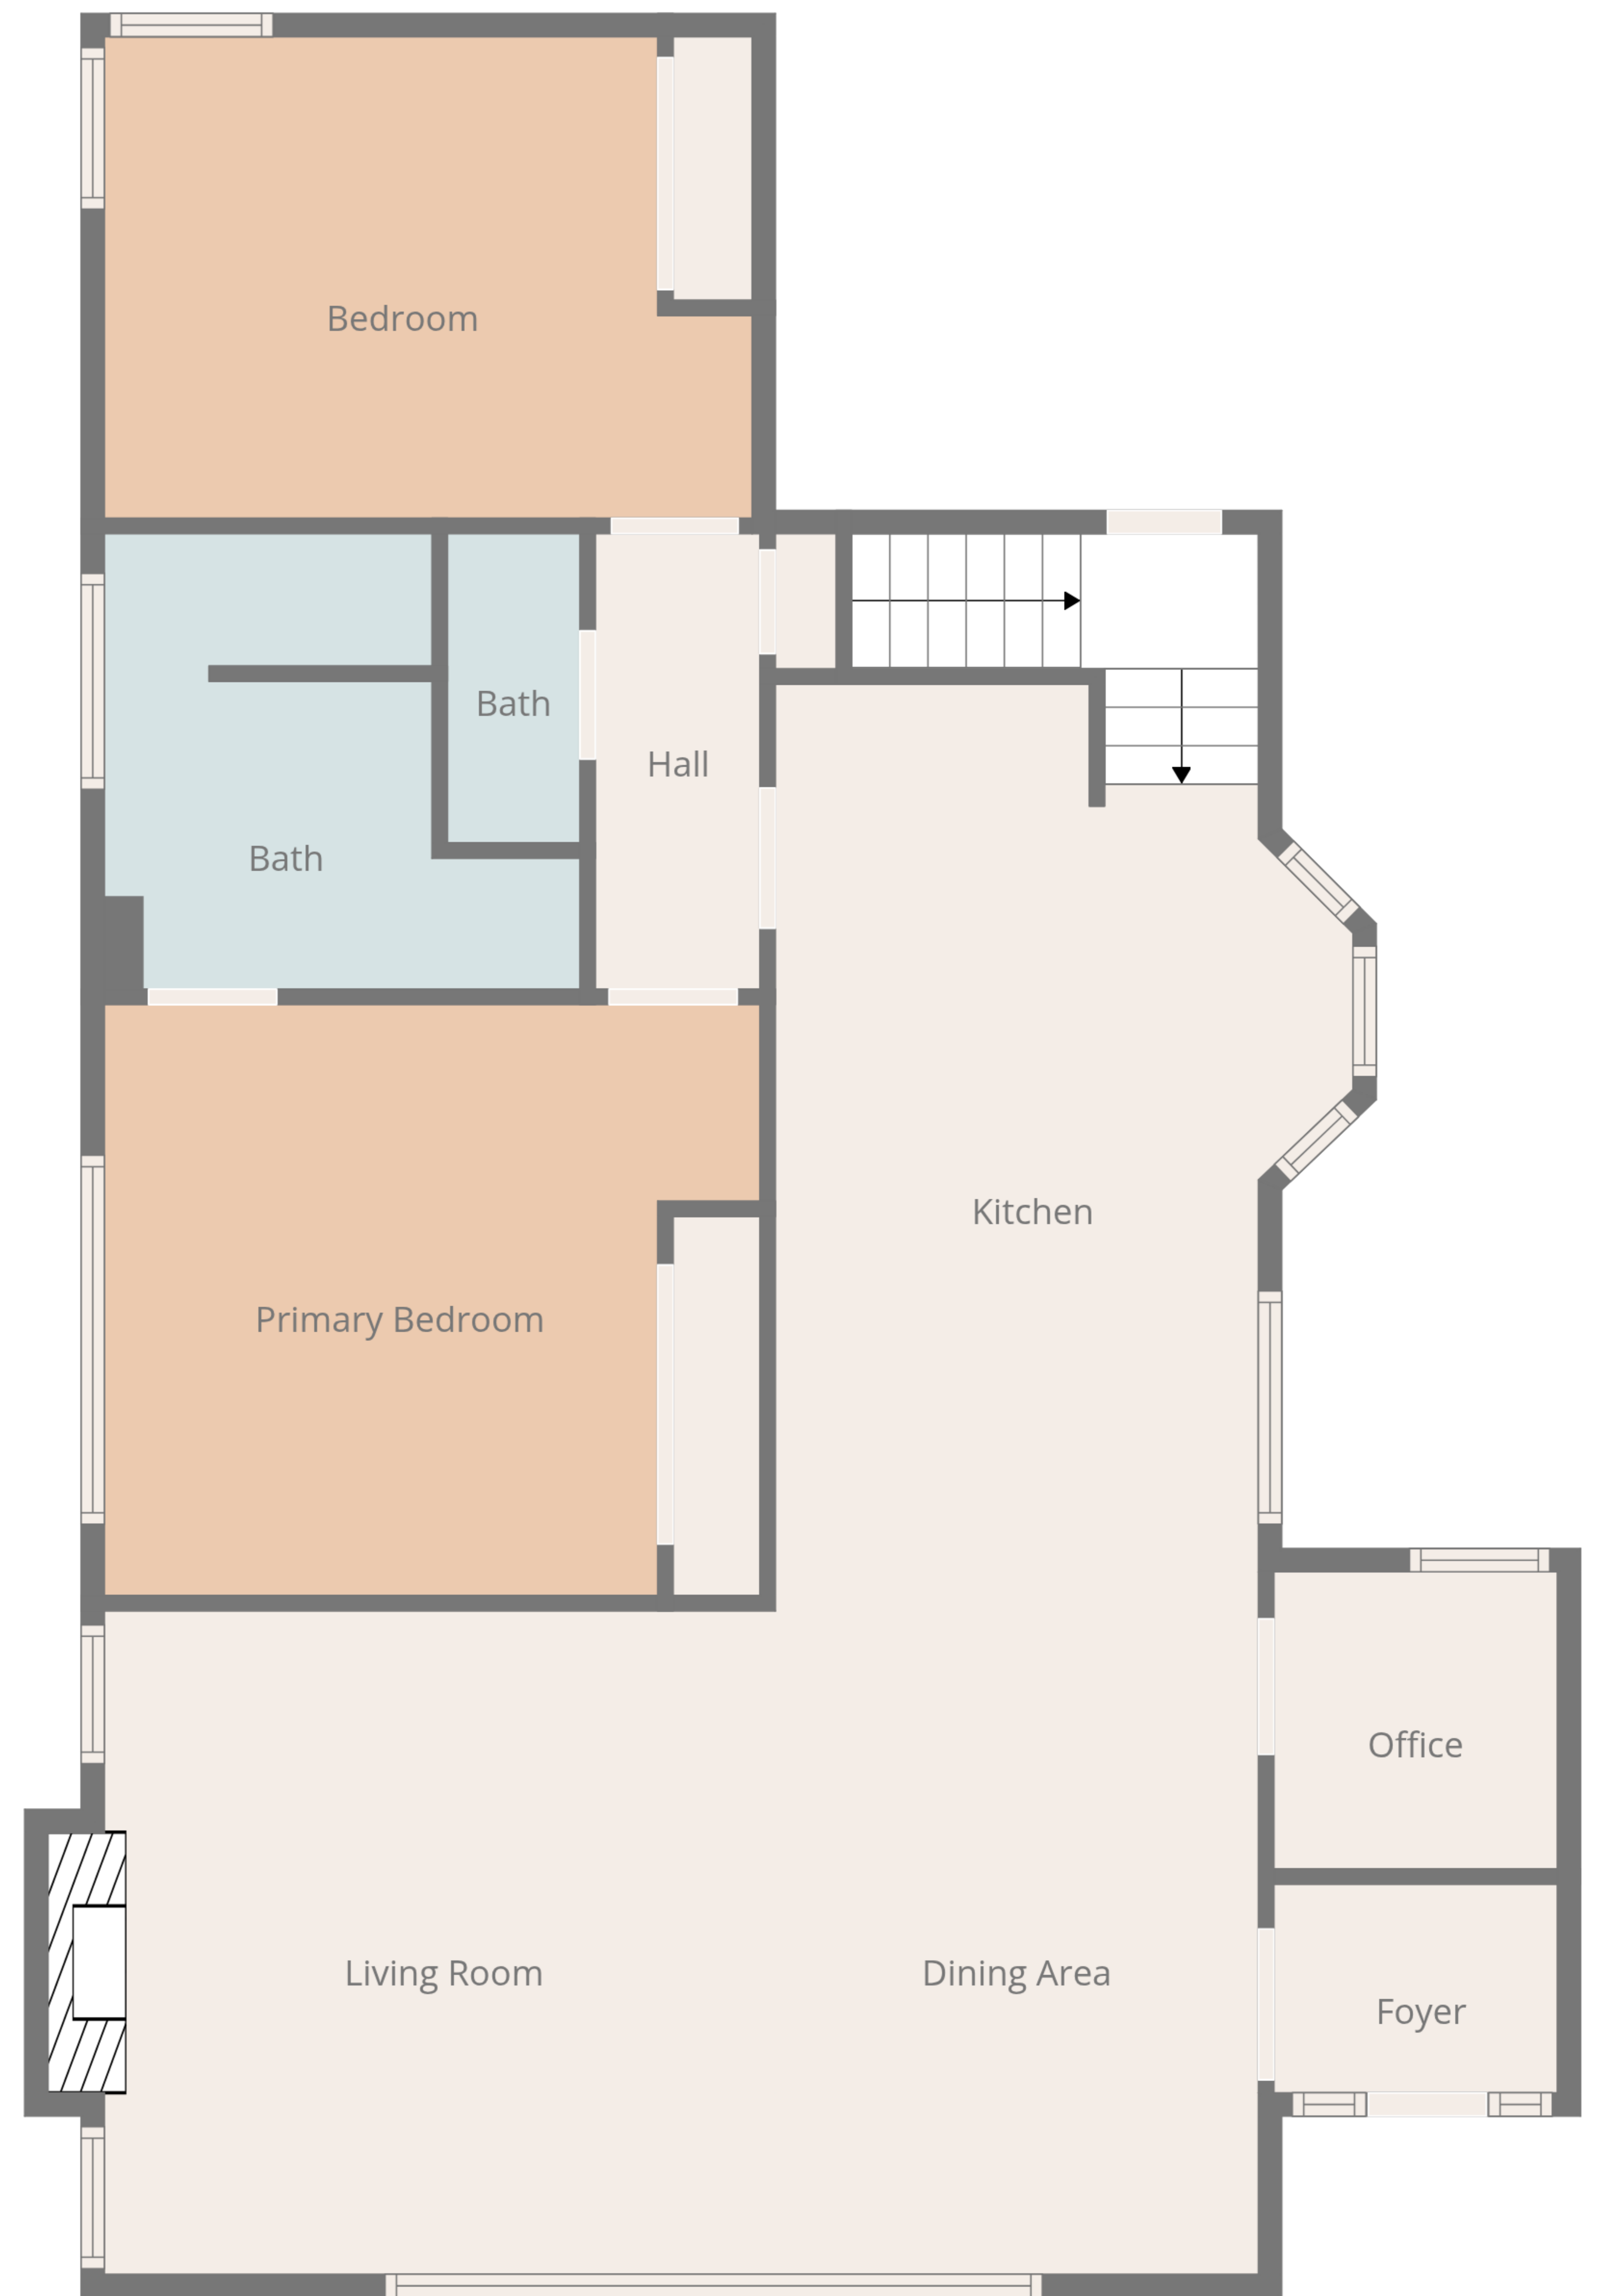 Bedroom
Bath
Hall
Bath
Kitchen
Primary Bedroom
Office
Living Room
Dining Area
Foyer